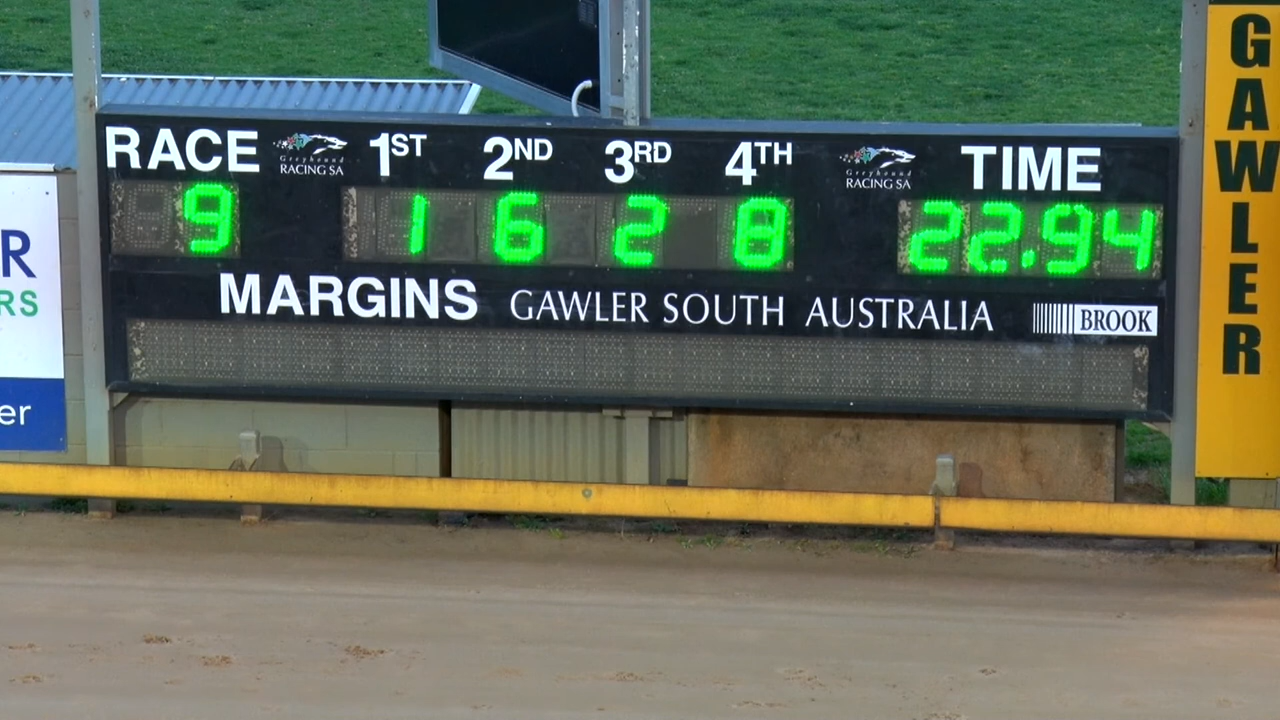 RACE
Greyhound
RACING SA
1ST 2ND 3RD 4TH
Greyhound
RACING SA
TIME
9 1 6 2 8 22.94
MARGINS GAWLER SOUTH AUSTRALIA BROOK
GAWLER
R
RS
er